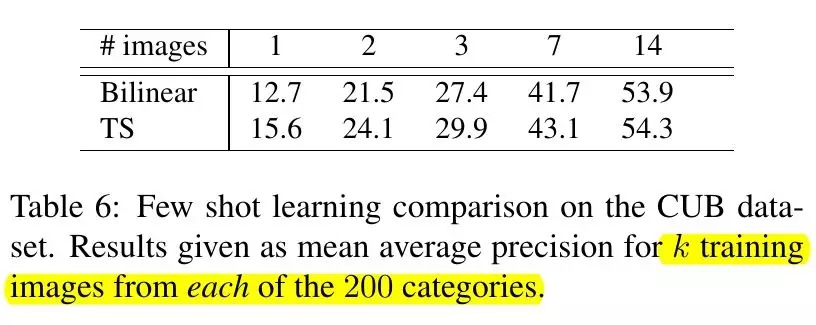 # images 1 2 3 7 14
Bilinear 12.7 21.5 27.4 41.7 53.9
TS 15.6 24.1 29.9 43.1 54.3
Table 6: Few shot learning comparison on the CUB data-
set. Results given as mean average precision for k training
images from each of the 200 categories.